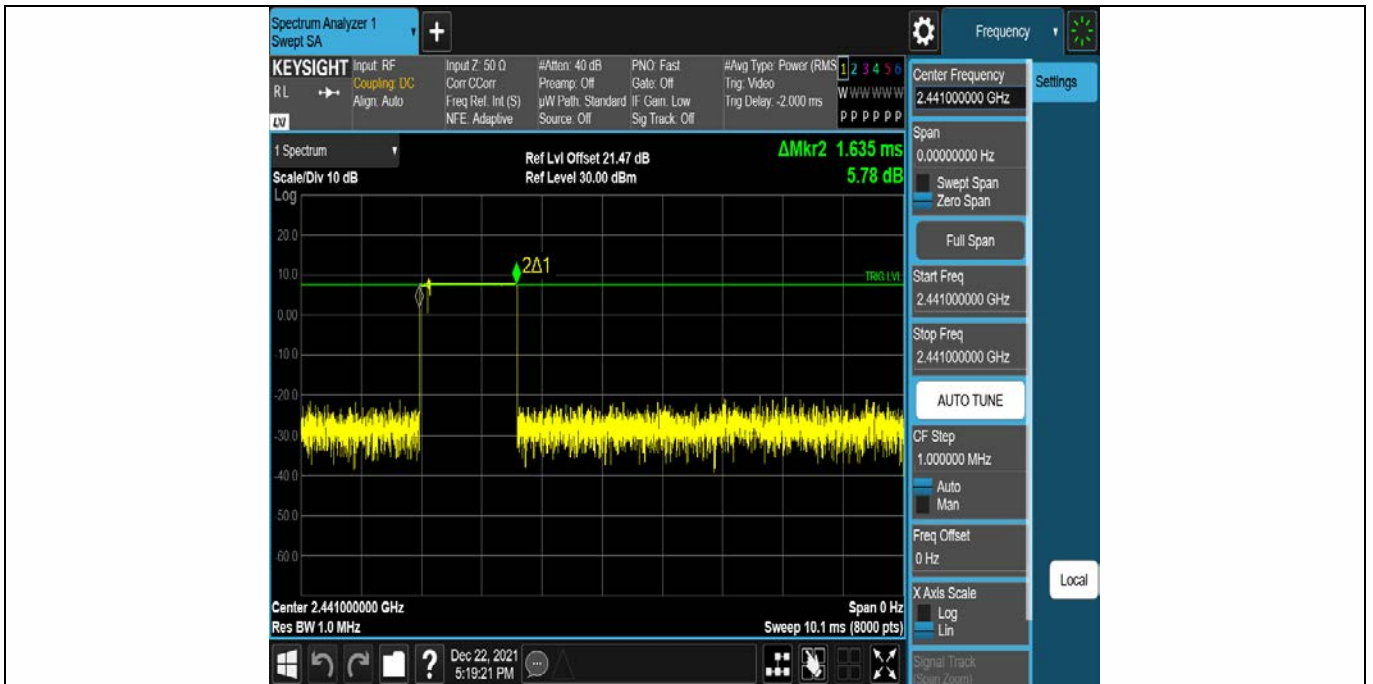 Spectrum Analyzer 1
Swept SA
Frequency
KEYSIGHT
RL
LV
Input: RF
Coupling: DC
Align: Auto
Input Z: 50 Ω
Corr CCorr
Freq Ref: Int (S)
NFE: Adaptive
#Atten: 40 dB
Preamp: Off
µW Path: Standard
Source: Off
PNO: Fast
Gate: Off
IF Gain: Low
Sig Track: Off
#Avg Type: Power (RMS
Trig: Video
Trig Delay: -2.000 ms
1 2 3 4 5 6
W W W W W W
P P P P P P
1 Spectrum
Scale/Div 10 dB
Log
Ref Lvl Offset 21.47 dB
Ref Level 30.00 dBm
ΔMkr2 1.635 ms
5.78 dB
20.0
10.0
0.00
-10.0
-20.0
-30.0
-40.0
-50.0
-60.0
2Δ1
TRIG LVL
Center 2.441000000 GHz
Res BW 1.0 MHz
Span 0 Hz
Sweep 10.1 ms (8000 pts)
?
Dec 22, 2021
5:19:21 PM
Center Frequency
2.441000000 GHz
Span
0.00000000 Hz
Swept Span
Zero Span
Full Span
Start Freq
2.441000000 GHz
Stop Freq
2.441000000 GHz
AUTO TUNE
CF Step
1.000000 MHz
Auto
Man
Freq Offset
0 Hz
X Axis Scale
Log
Lin
Signal Track
(Span Zoom)
Settings
Local